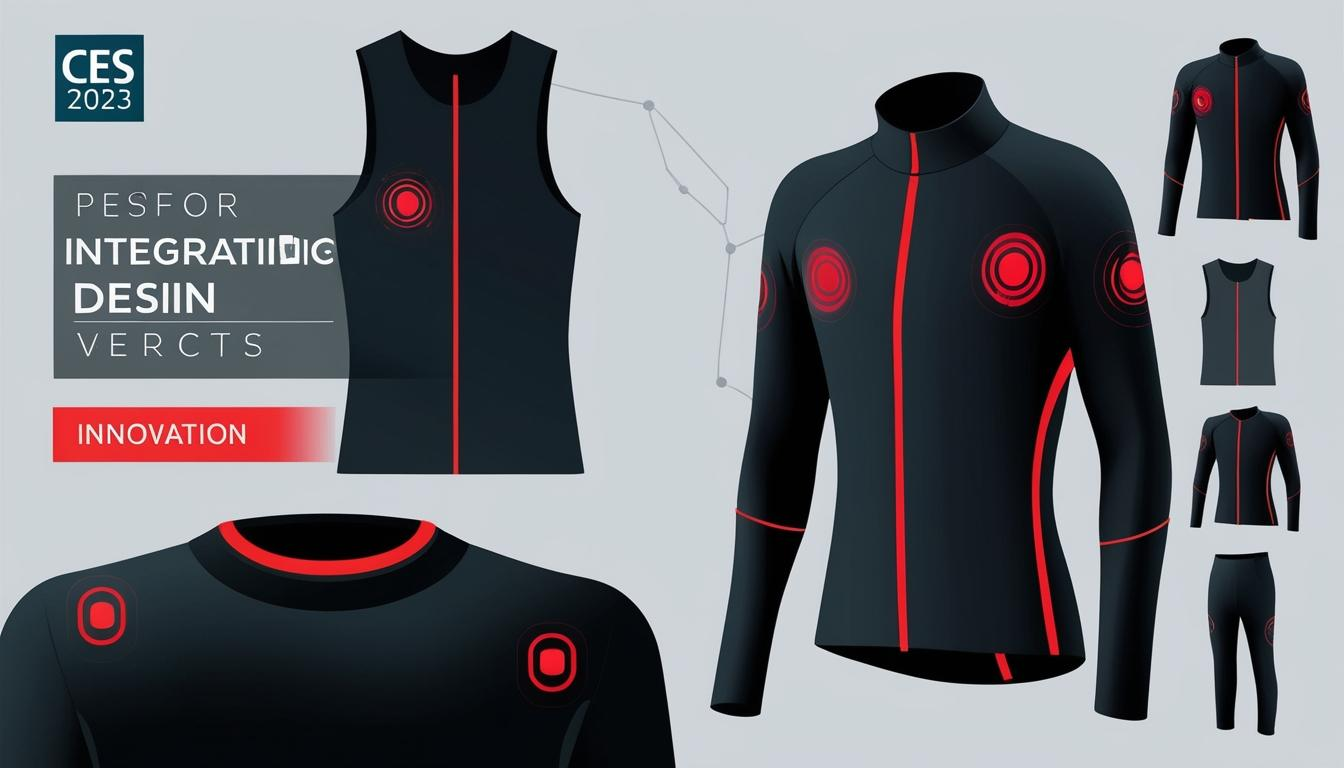 CES
2023
PESFOR
DESIIN
VERCTS
INNOVATION